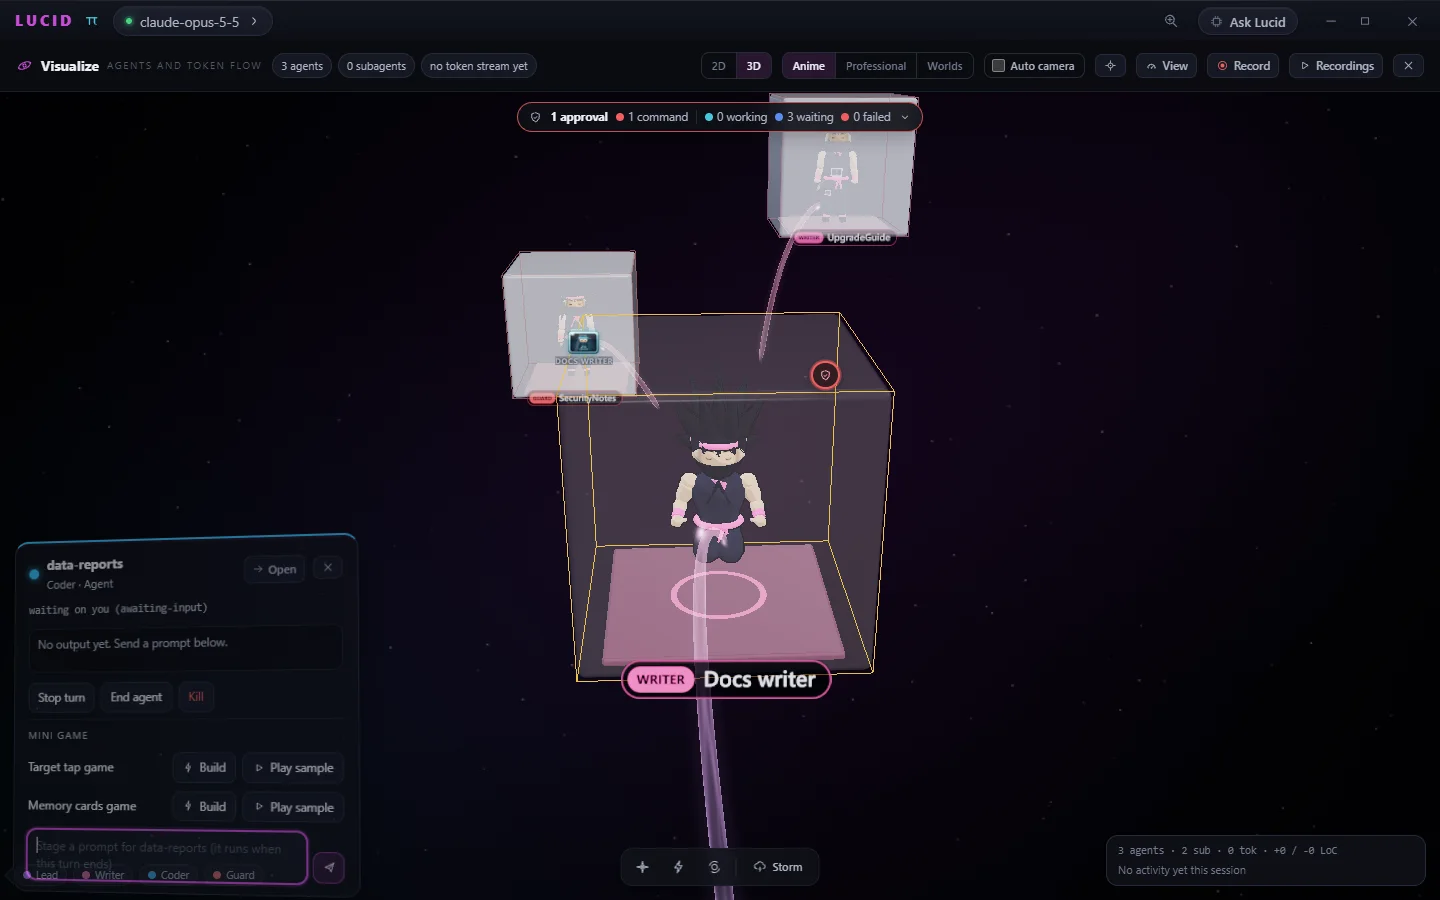 LUCID π claude-opus-5-5 Ask Lucid
Visualize AGENTS AND TOKEN FLOW 3 agents 0 subagents no token stream yet 2D 3D Anime Professional Worlds Auto camera View Record Recordings
1 approval 1 command 0 working 3 waiting 0 failed
WRITER UpgradeGuide
DOCS WRITER
GUARD SecurityNotes
WRITER Docs writer
data-reports
Coder · Agent
Open
waiting on you (awaiting-input)
No output yet. Send a prompt below.
Stop turn End agent Kill
MINI GAME
Target tap game Build Play sample
Memory cards game Build Play sample
Stage a prompt for data-reports (it runs when
this turn ends)
Lead Writer Coder Guard
Storm
3 agents · 2 sub · 0 tok · +0 / -0 LoC
No activity yet this session